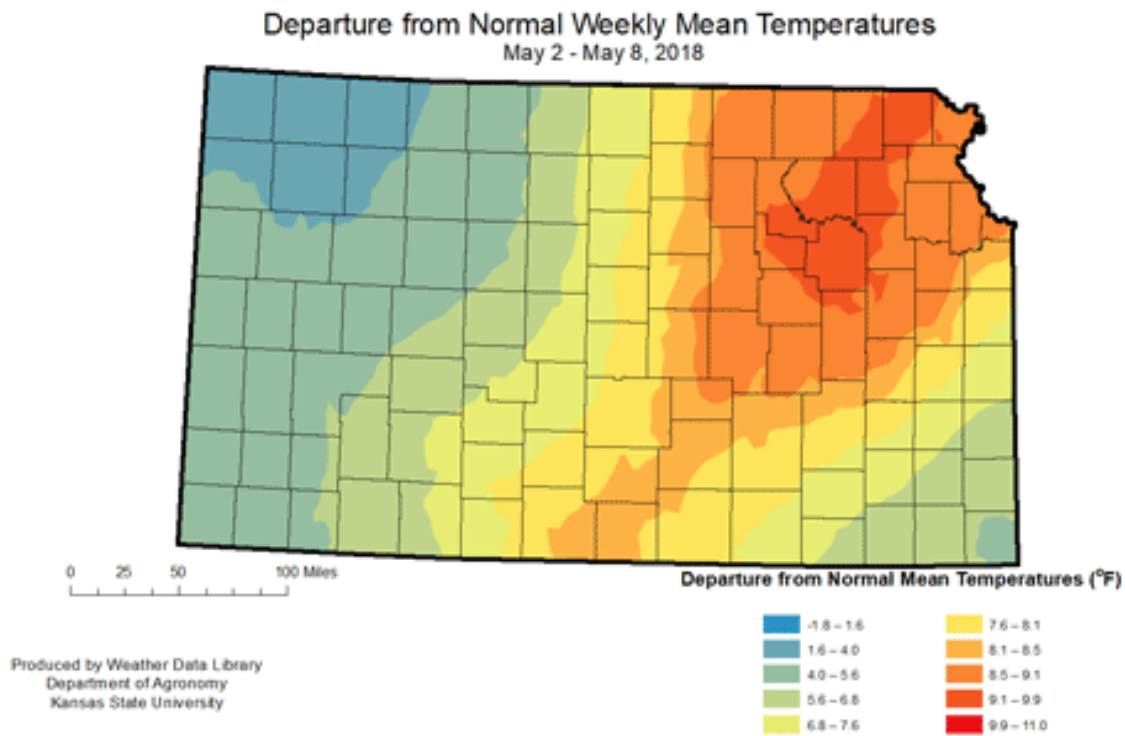 Departure from Normal Weekly Mean Temperatures
May 2 - May 8, 2018
0 25 50 100 Miles
Departure from Normal Mean Temperatures (°F)
-1.8 – 1.6
1.6 – 4.0
4.0 – 5.6
5.6 – 6.8
6.8 – 7.6
7.6 – 8.1
8.1 – 8.5
8.5 – 9.1
9.1 – 9.9
9.9 – 11.0
Produced by Weather Data Library
Department of Agronomy
Kansas State University